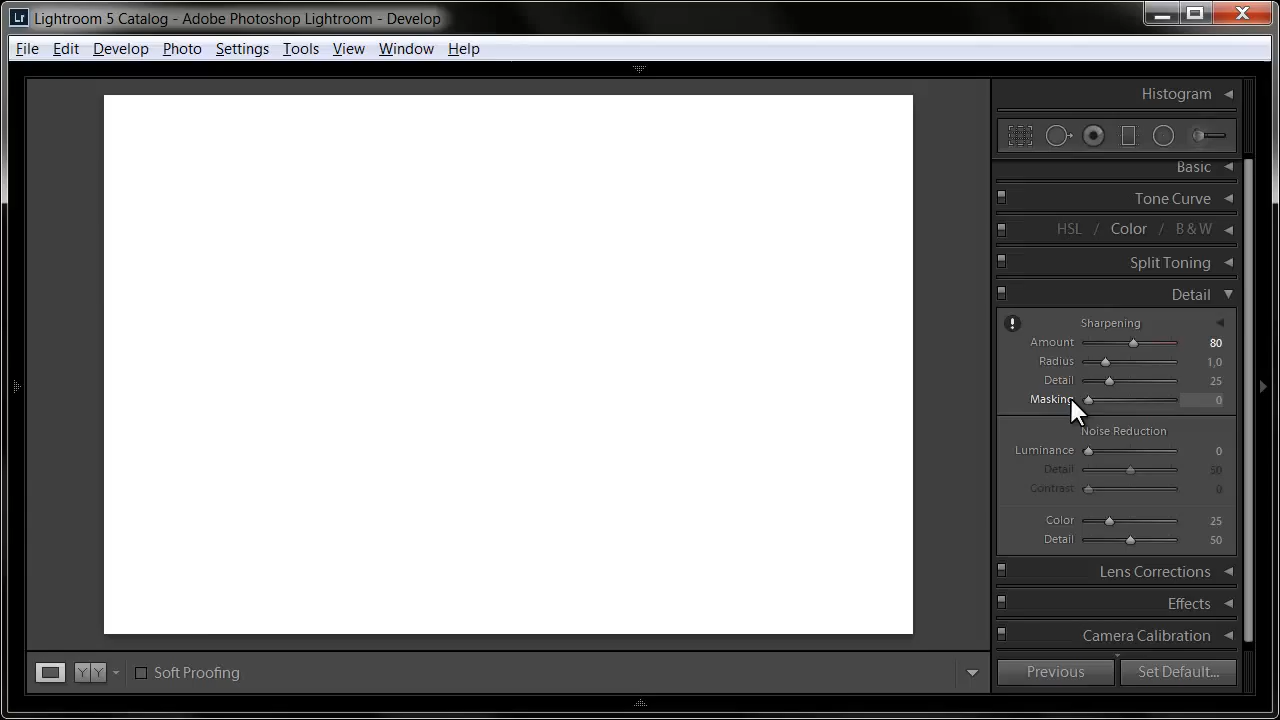 Lr Lightroom 5 Catalog - Adobe Photoshop Lightroom - Develop
File Edit Develop Photo Settings Tools View Window Help
Histogram
Basic
Tone Curve
HSL / Color / B & W
Split Toning
Detail
Sharpening
Amount 80
Radius 1,0
Detail 25
Masking 0
Noise Reduction
Luminance 0
Detail 50
Contrast 0
Color 25
Detail 50
Lens Corrections
Effects
Camera Calibration
Y Y Soft Proofing Previous Set Default...